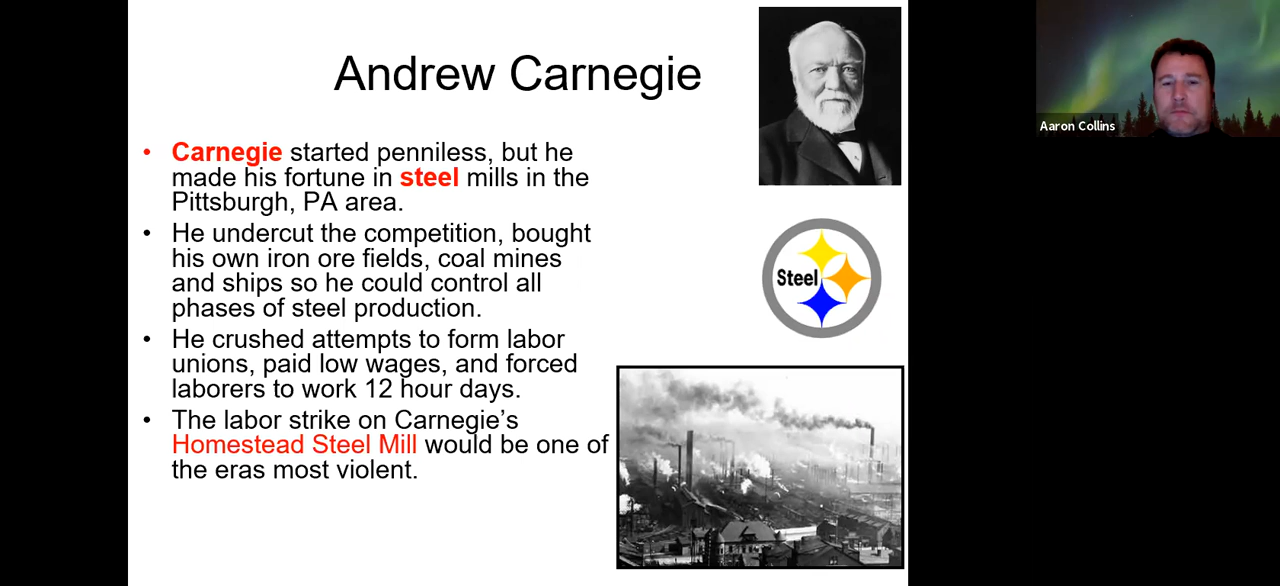 Andrew Carnegie
• Carnegie started penniless, but he
made his fortune in steel mills in the
Pittsburgh, PA area.
• He undercut the competition, bought
his own iron ore fields, coal mines
and ships so he could control all
phases of steel production.
• He crushed attempts to form labor
unions, paid low wages, and forced
laborers to work 12 hour days.
• The labor strike on Carnegie’s
Homestead Steel Mill would be one of
the eras most violent.
Steel
Aaron Collins